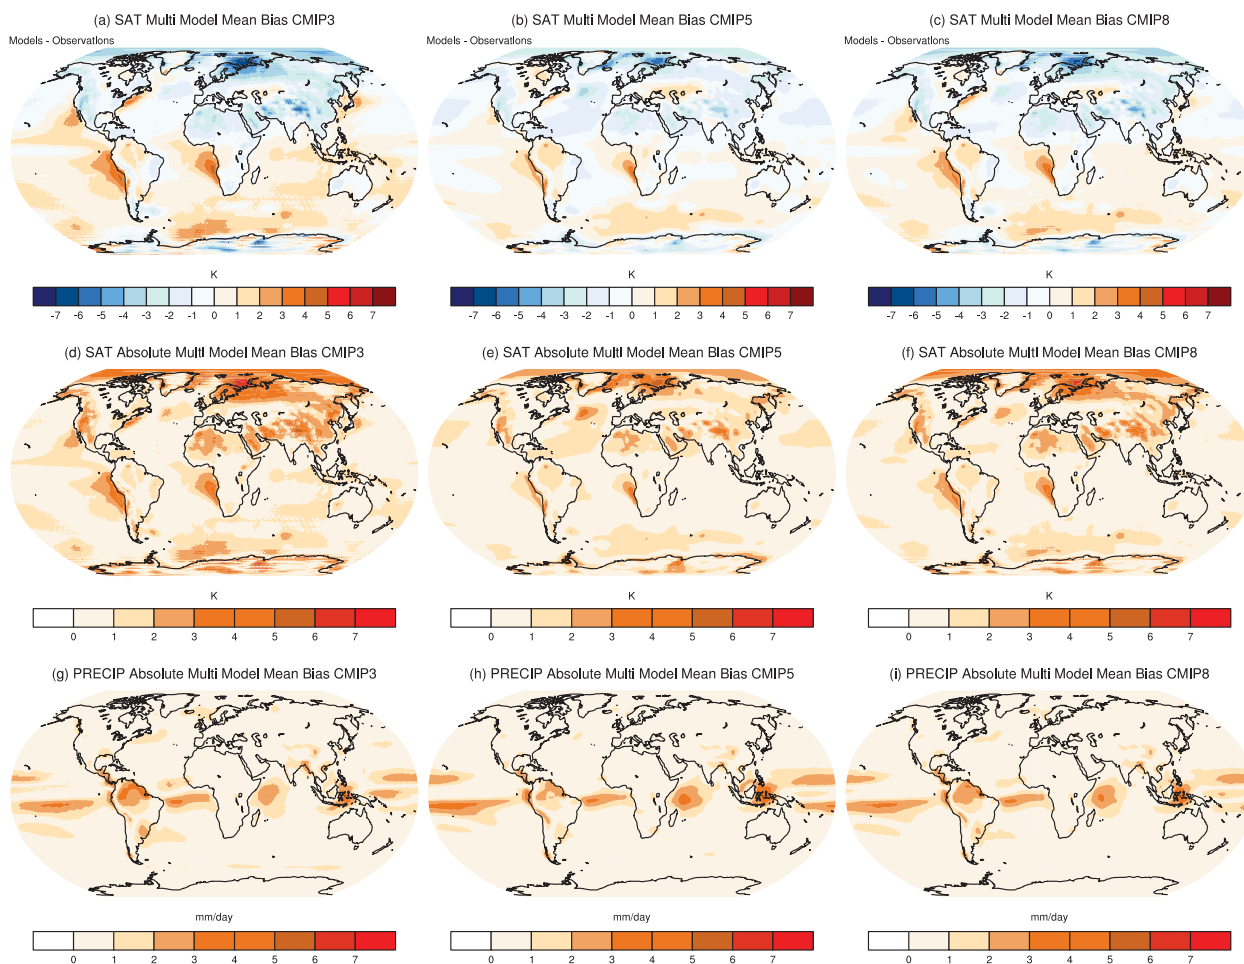 (a) SAT Multi Model Mean Bias CMIP3
(b) SAT Multi Model Mean Bias CMIP5
(c) SAT Multi Model Mean Bias CMIP8
Models - Observations
Models - Observations
Models - Observations
K
K
K
-7 -6 -5 -4 -3 -2 -1 0 1 2 3 4 5 6 7
-7 -6 -5 -4 -3 -2 -1 0 1 2 3 4 5 6 7
-7 -6 -5 -4 -3 -2 -1 0 1 2 3 4 5 6 7
(d) SAT Absolute Multi Model Mean Bias CMIP3
(e) SAT Absolute Multi Model Mean Bias CMIP5
(f) SAT Absolute Multi Model Mean Bias CMIP8
K
K
K
0 1 2 3 4 5 6 7
0 1 2 3 4 5 6 7
0 1 2 3 4 5 6 7
(g) PRECIP Absolute Multi Model Mean Bias CMIP3
(h) PRECIP Absolute Multi Model Mean Bias CMIP5
(i) PRECIP Absolute Multi Model Mean Bias CMIP8
mm/day
mm/day
mm/day
0 1 2 3 4 5 6 7
0 1 2 3 4 5 6 7
0 1 2 3 4 5 6 7